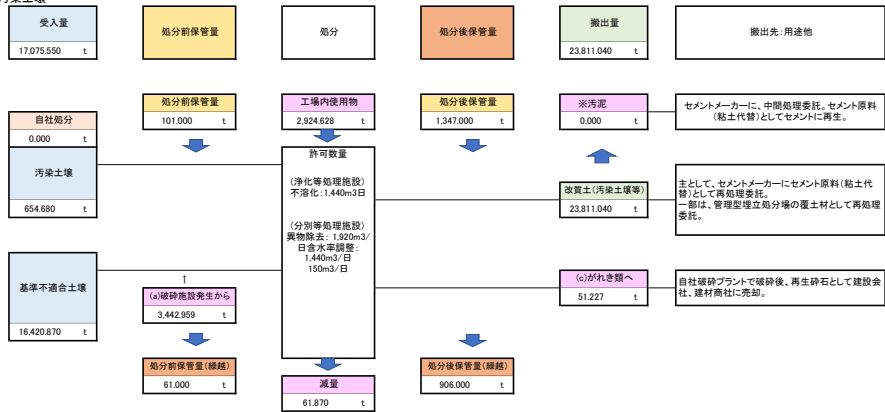 汚染土壌
受入量
17,075.550 t
処分前保管量
処分
処分後保管量
搬出量
23,811.040 t
搬出先:用途他
自社処分
0.000 t
処分前保管量
101.000 t
工場内使用物
2,924.628 t
処分後保管量
1,347.000 t
※汚泥
0.000 t
セメントメーカーに、中間処理委託。セメント原料
(粘土代替)としてセメントに再生。
汚染土壌
654.680 t
許可数量
(浄化等処理施設)
不溶化:1,440m3日
(分別等処理施設)
異物除去: 1,920m3/
日含水率調整:
1,440m3/日
150m3/日
改質土(汚染土壌等)
23,811.040 t
主として、セメントメーカーにセメント原料(粘土代
替)として再処理委託。
一部は、管理型埋立処分場の覆土材として再処理
委託。
基準不適合土壌
16,420.870 t
↑
(a)破砕施設発生から
3,442.959 t
(c)がれき類へ
51.227 t
自社破砕プラントで破砕後、再生砕石として建設会
社、建材商社に売却。
処分前保管量(繰越)
61.000 t
減量
61.870 t
処分後保管量(繰越)
906.000 t